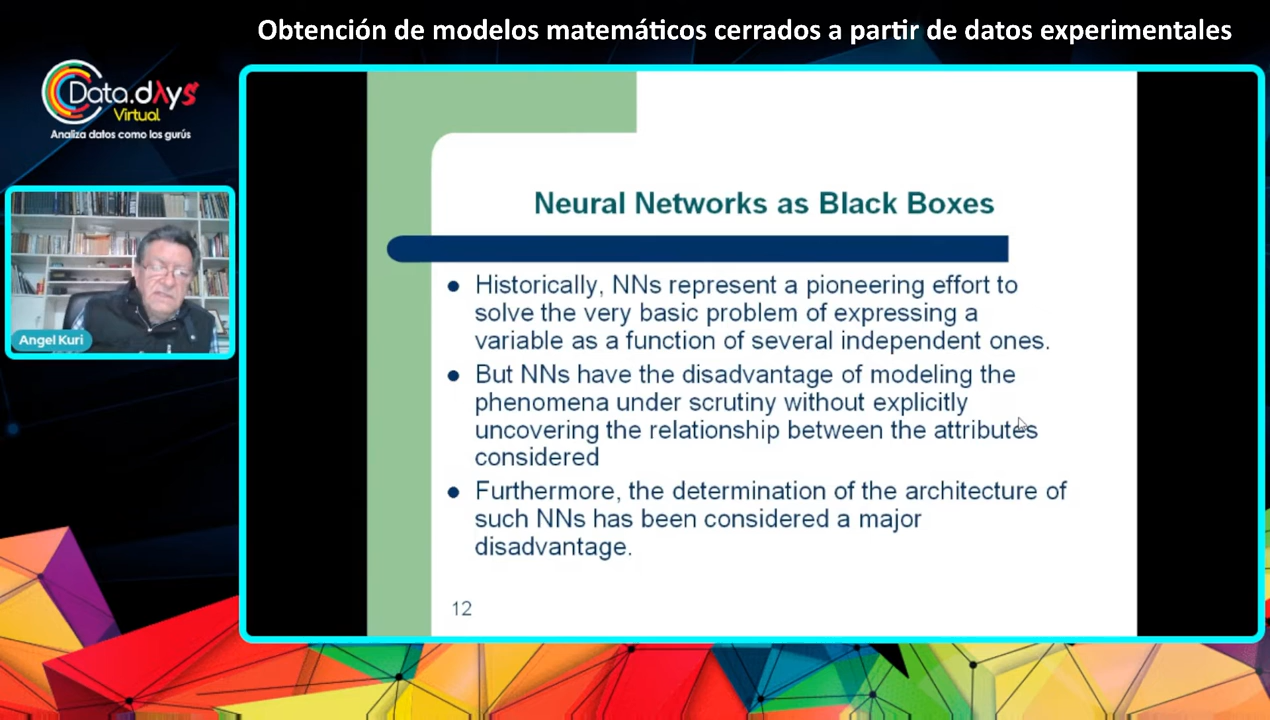 Obtención de modelos matemáticos cerrados a partir de datos experimentales
Data.dλys
Virtual
Analiza datos como los gurús
Angel Kuri
Neural Networks as Black Boxes
Historically, NNs represent a pioneering effort to
solve the very basic problem of expressing a
variable as a function of several independent ones.
But NNs have the disadvantage of modeling the
phenomena under scrutiny without explicitly
uncovering the relationship between the attributes
considered
Furthermore, the determination of the architecture of
such NNs has been considered a major
disadvantage.
12